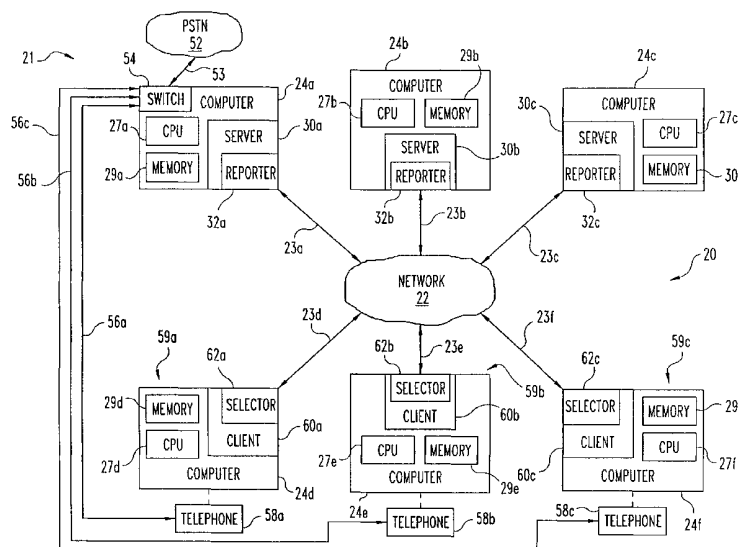 PSTN
52
54
53
21
24a
24b
29b
24c
SWITCH COMPUTER
COMPUTER
COMPUTER
56c
27a
CPU
SERVER
30a
27b
CPU
MEMORY
30c
SERVER
CPU
27c
56b
29a
MEMORY
REPORTER
SERVER
REPORTER
30b
REPORTER
MEMORY
30
32a
32b
23b
32c
23a
23c
NETWORK
22
20
56a
23d
23f
59a
62a
62b
23e
59b
62c
59c
29d
MEMORY
SELECTOR
SELECTOR
SELECTOR
MEMORY
29
CLIENT
60a
CLIENT
60b
CLIENT
27d
CPU
27e
CPU
MEMORY
60c
CPU
27f
COMPUTER
COMPUTER
29e
COMPUTER
24d
24e
24f
TELEPHONE
58a
TELEPHONE
58b
58c
TELEPHONE